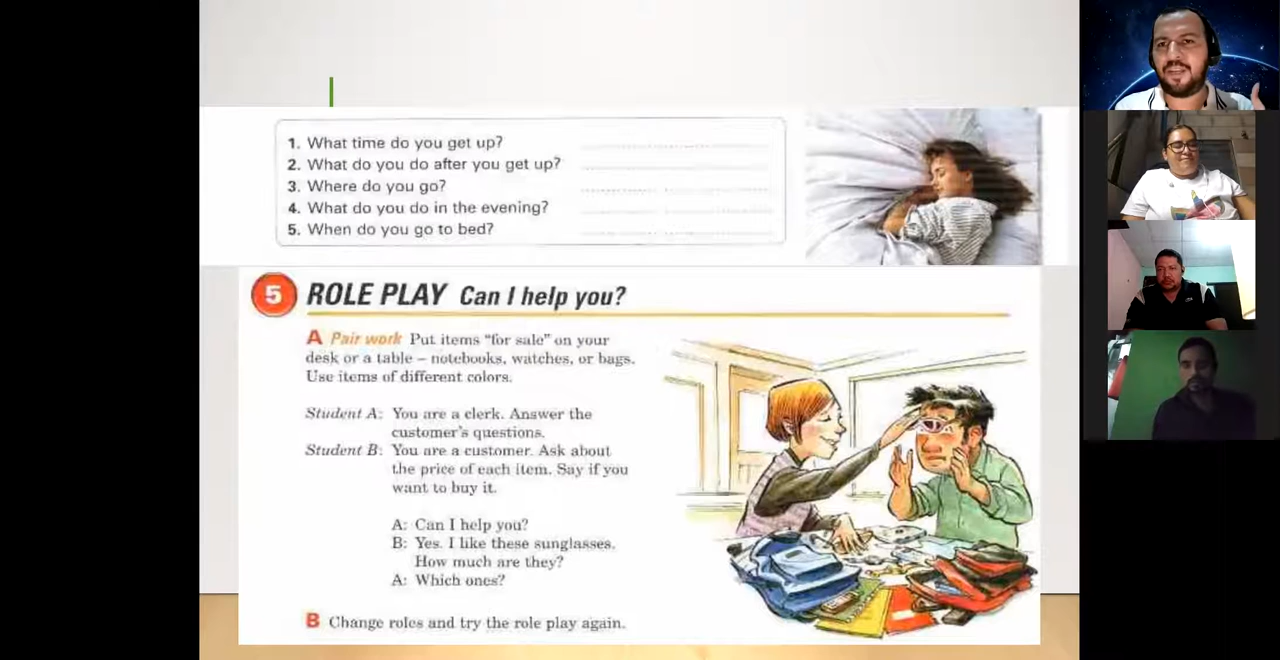 1. What time do you get up?
2. What do you do after you get up?
3. Where do you go?
4. What do you do in the evening?
5. When do you go to bed?
5 ROLE PLAY Can I help you?
A Pair work Put items “for sale” on your
desk or a table – notebooks, watches, or bags.
Use items of different colors.
Student A: You are a clerk. Answer the
customer's questions.
Student B: You are a customer. Ask about
the price of each item. Say if you
want to buy it.
A: Can I help you?
B: Yes. I like these sunglasses.
How much are they?
A: Which ones?
B Change roles and try the role play again.